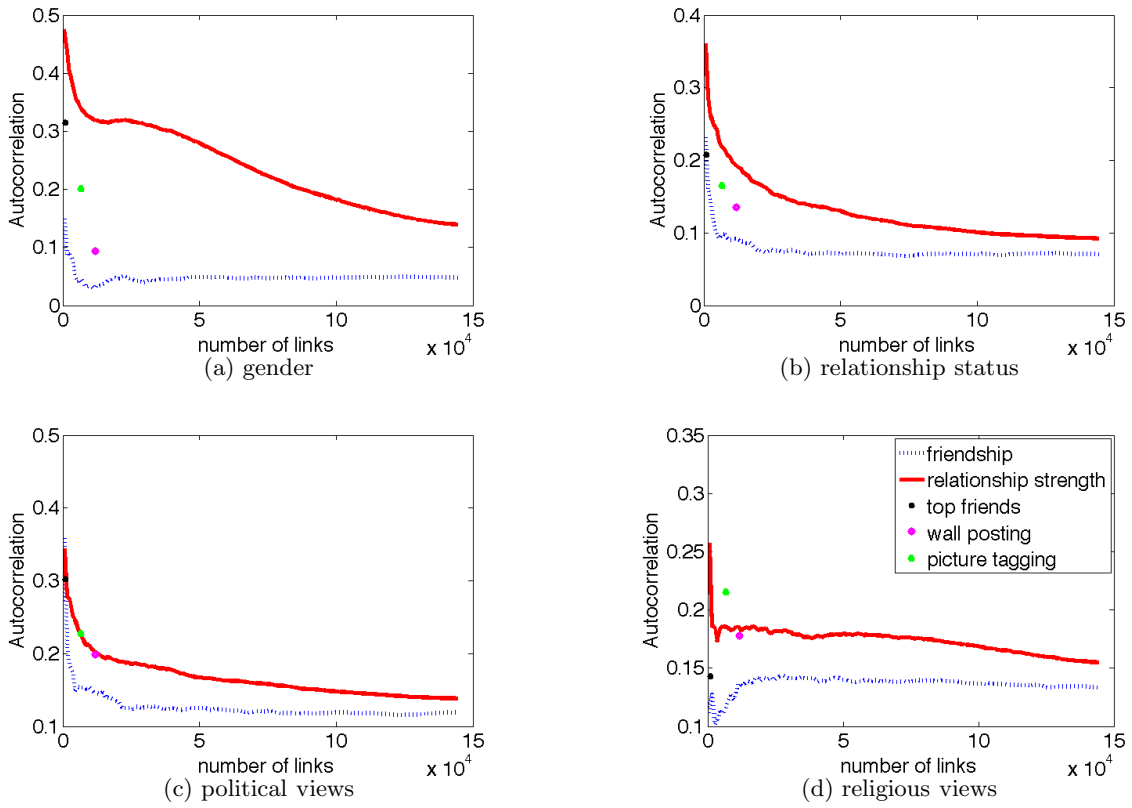 0.5
0.4
0.3
0.2
0.1
0
Autocorrelation
0 5 10 15
x 10^4
number of links
(a) gender
0.4
0.3
0.2
0.1
0
Autocorrelation
0 5 10 15
x 10^4
number of links
(b) relationship status
0.5
0.4
0.3
0.2
0.1
Autocorrelation
0 5 10 15
x 10^4
number of links
(c) political views
0.35
0.3
0.25
0.2
0.15
0.1
Autocorrelation
friendship
relationship strength
top friends
wall posting
picture tagging
0 5 10 15
x 10^4
number of links
(d) religious views